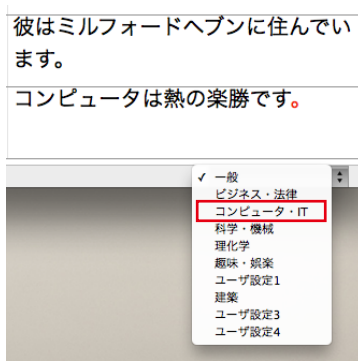 彼はミルフォードヘブンに住んでい
ます。
コンピュータは熱の楽勝です。
✓ 一般
ビジネス・法律
コンピュータ・IT
科学・機械
理化学
趣味・娯楽
ユーザ設定1
建築
ユーザ設定3
ユーザ設定4